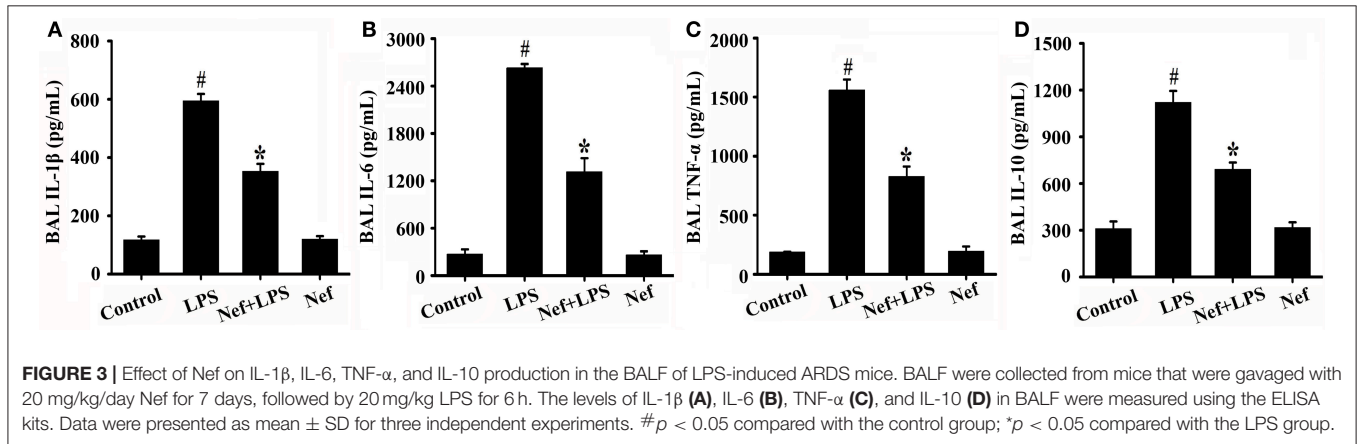 A
BAL IL-1β (pg/mL)
800
600
400
200
0
#
*
Control
LPS
Nef+LPS
Nef
B
BAL IL-6 (pg/mL)
3000
2400
1800
1200
600
0
#
*
Control
LPS
Nef+LPS
Nef
C
BAL TNF-α (pg/mL)
2000
1500
1000
500
0
#
*
Control
LPS
Nef+LPS
Nef
D
BAL IL-10 (pg/mL)
1500
1200
900
600
300
0
#
*
Control
LPS
Nef+LPS
Nef
FIGURE 3 | Effect of Nef on IL-1β, IL-6, TNF-α, and IL-10 production in the BALF of LPS-induced ARDS mice. BALF were collected from mice that were gavaged with
20 mg/kg/day Nef for 7 days, followed by 20 mg/kg LPS for 6 h. The levels of IL-1β (A), IL-6 (B), TNF-α (C), and IL-10 (D) in BALF were measured using the ELISA
kits. Data were presented as mean ± SD for three independent experiments. #p < 0.05 compared with the control group; *p < 0.05 compared with the LPS group.